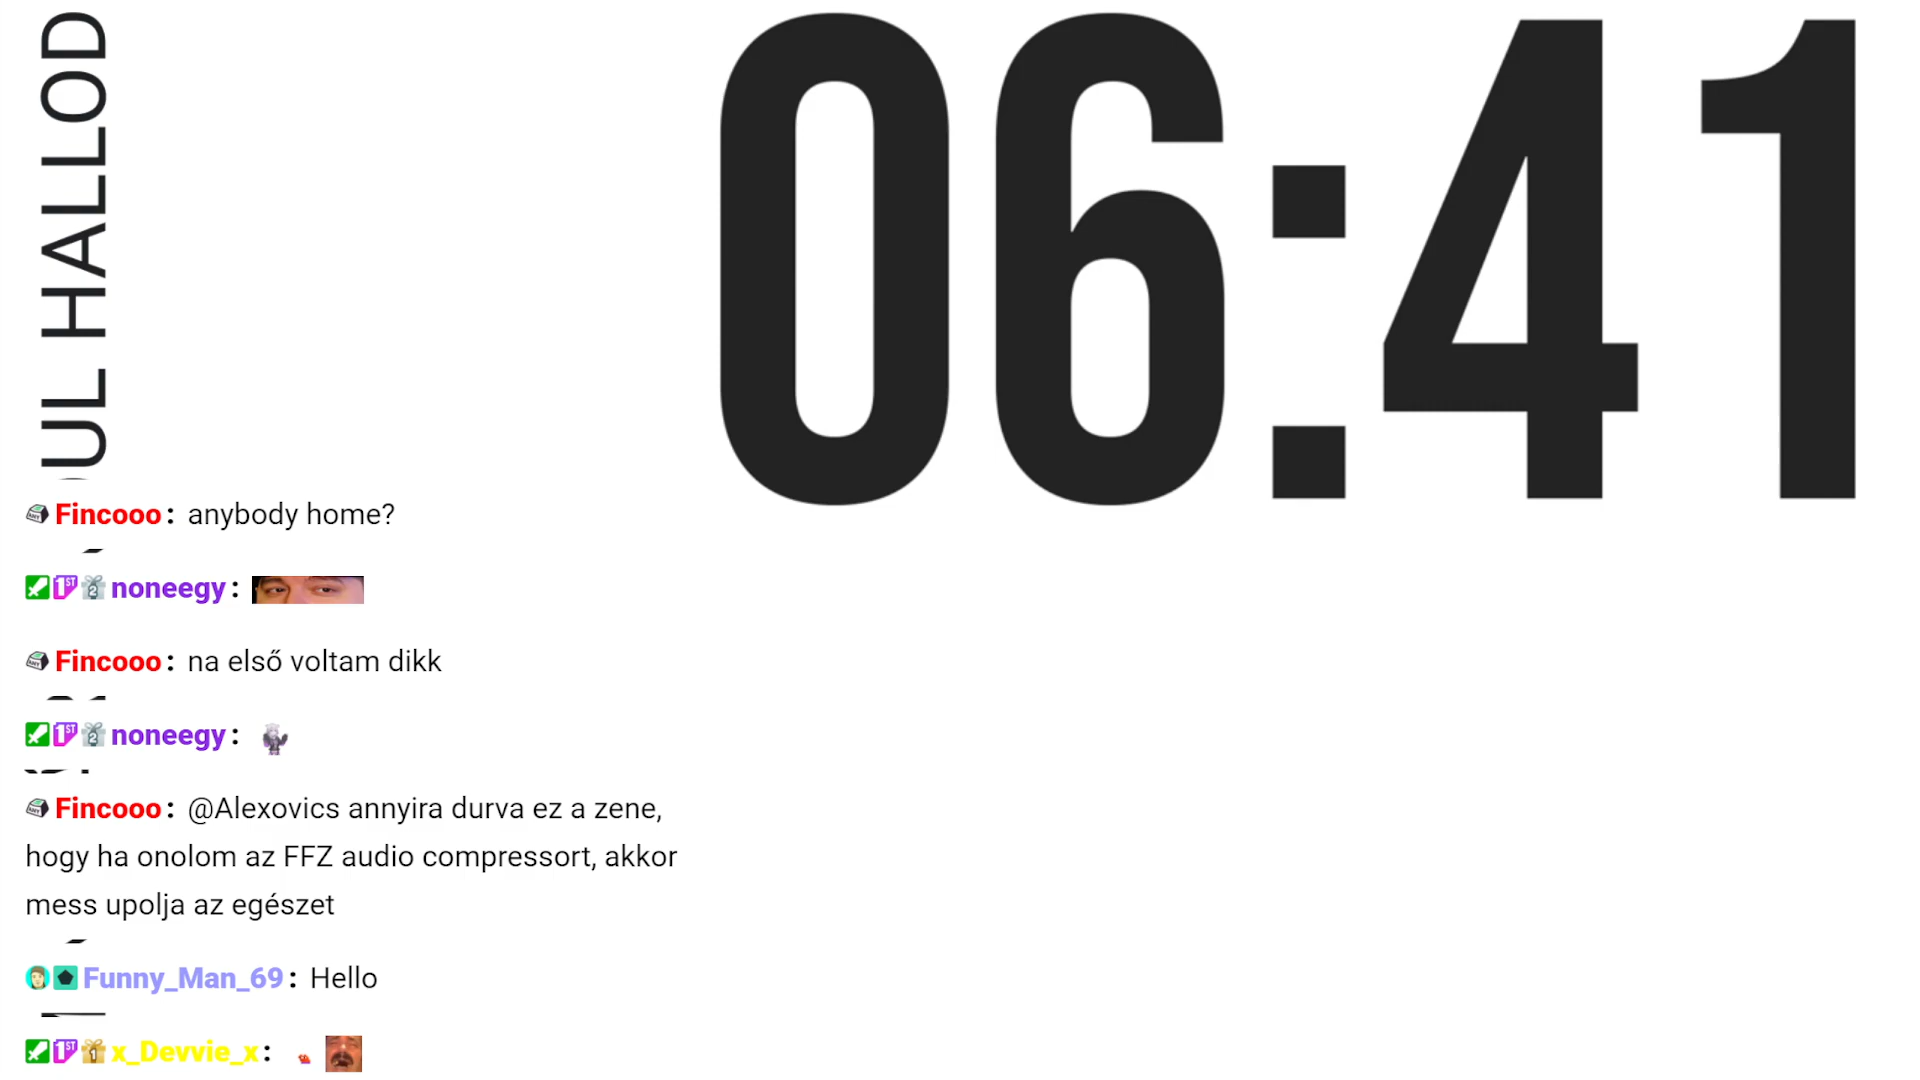 UL HALLOD
06:41
Fincooo: anybody home?
noneegy:
Fincooo: na első voltam dikk
noneegy:
Fincooo: @Alexovics annyira durva ez a zene,
hogy ha onolom az FFZ audio compressort, akkor
mess upolja az egészet
Funny_Man_69: Hello
x_Devvie_x: